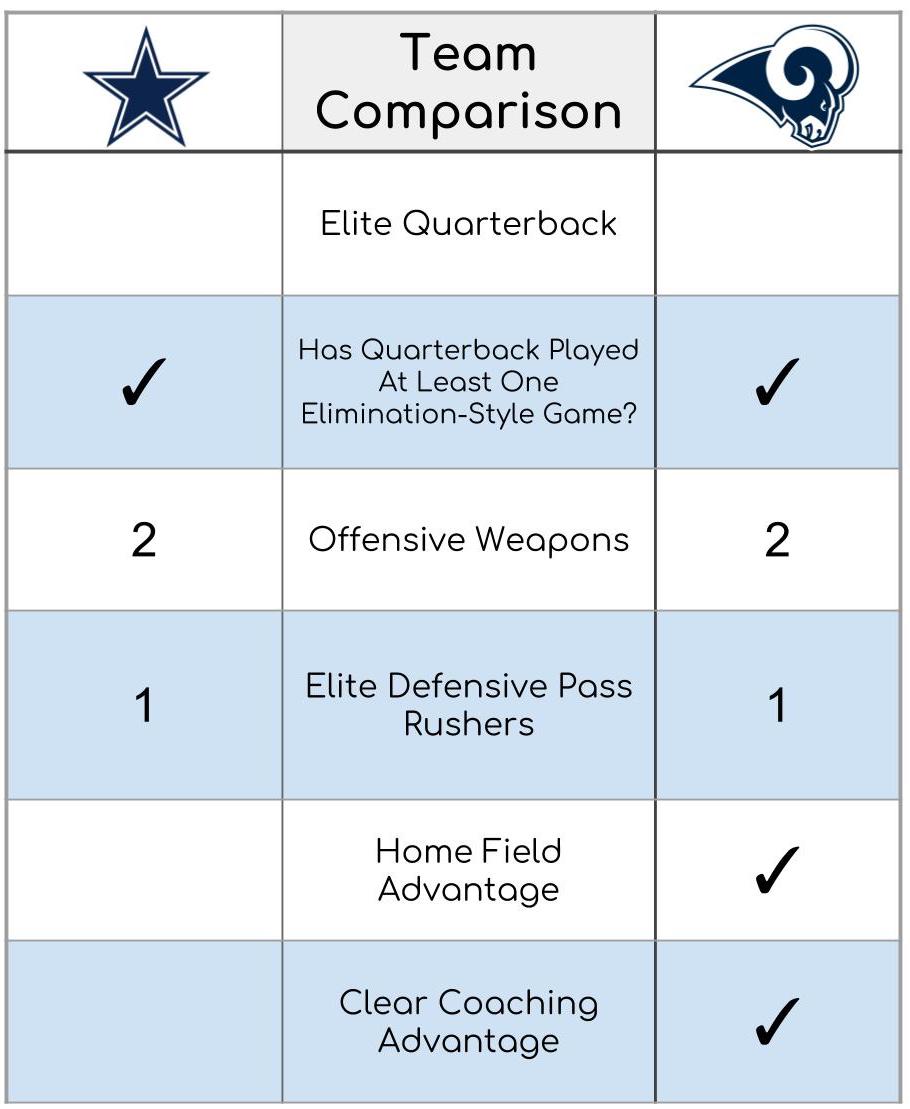 Team
Comparison
Elite Quarterback
✓
Has Quarterback Played
At Least One
Elimination-Style Game?
✓
2
Offensive Weapons
2
1
Elite Defensive Pass
Rushers
1
Home Field
Advantage
✓
Clear Coaching
Advantage
✓